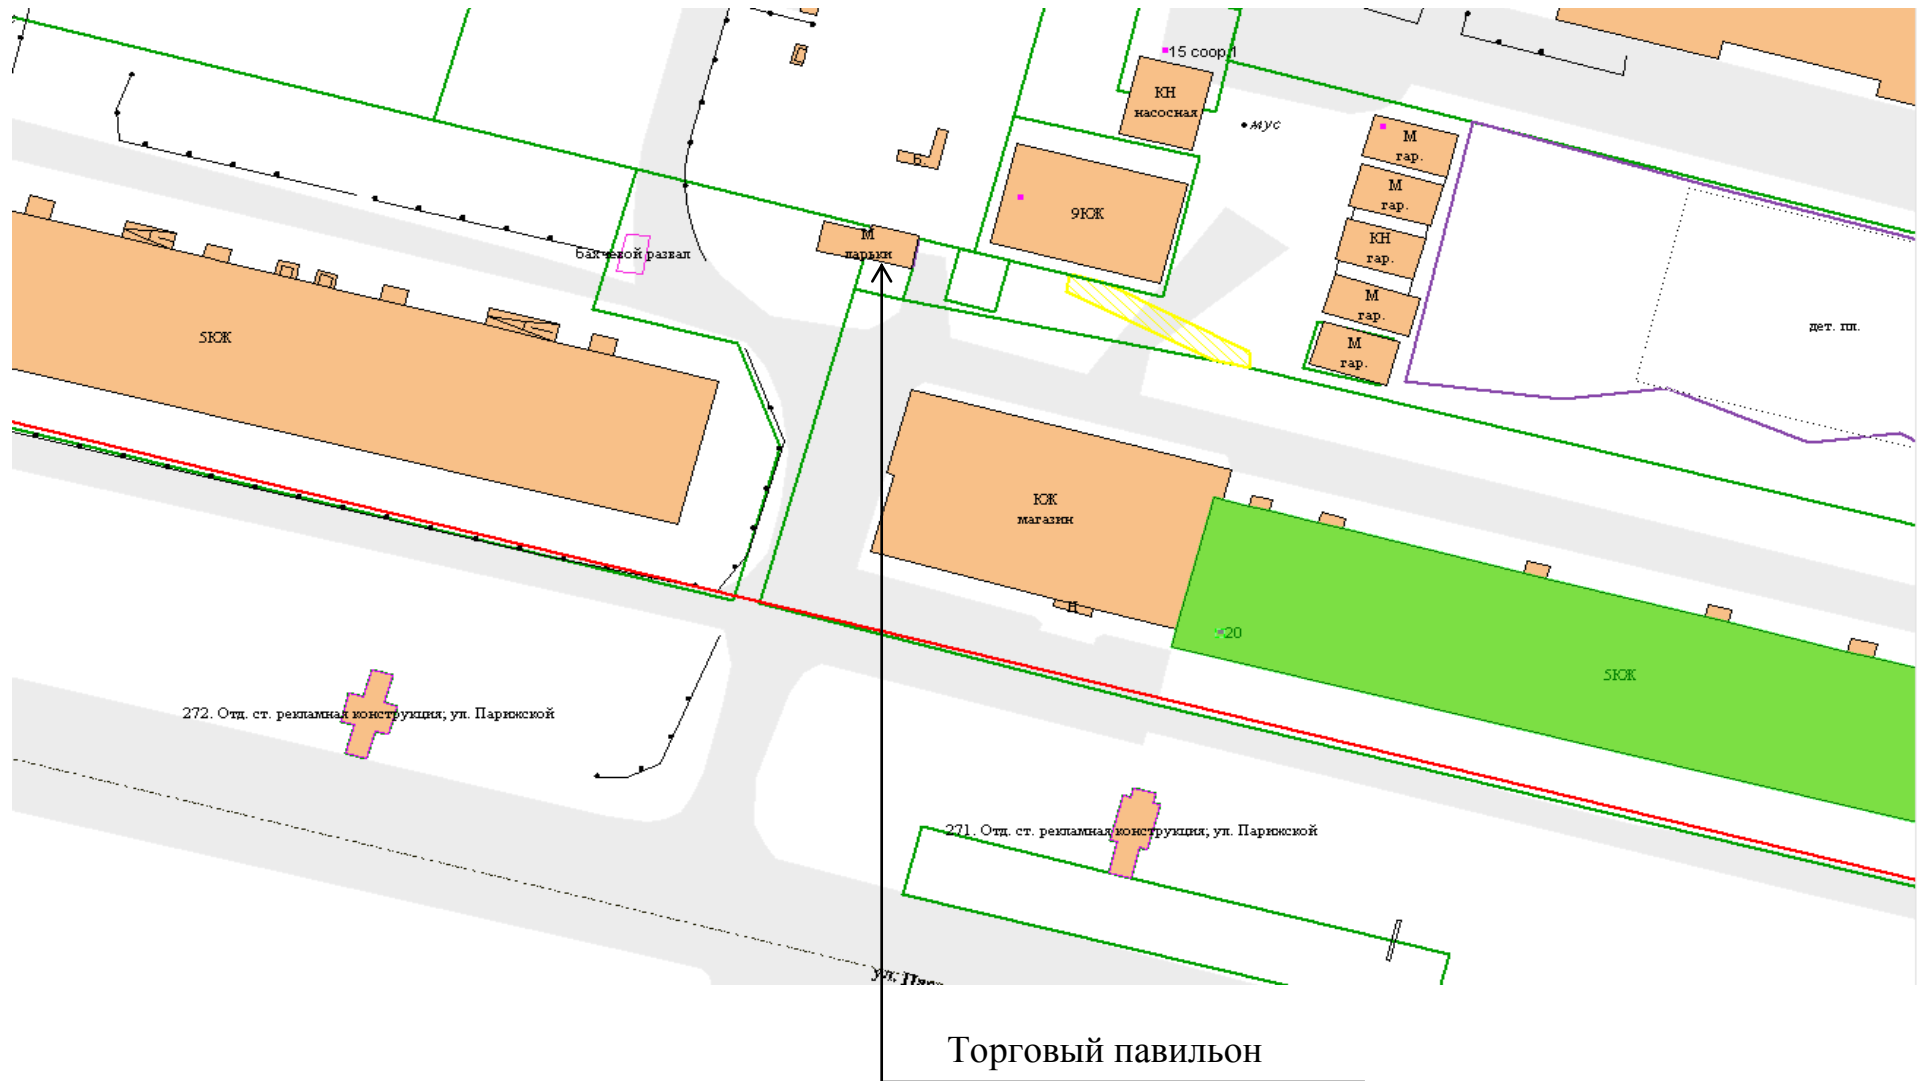 15 соор.1
КН
насосная
мус
М
гар.
Б.
М
гар.
9КЖ
М
ларьки
КН
гар.
бахчевой развал
М
гар.
дет. пл.
5КЖ
М
гар.
КЖ
магазин
Н
20
5КЖ
272. Отд. ст. рекламная конструкция; ул. Парижской
271. Отд. ст. рекламная конструкция; ул. Парижской
ул.
Торговый павильон